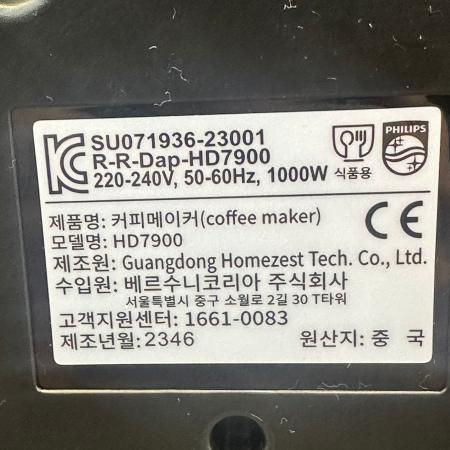 SU071936-23001
R-R-Dap-HD7900
220-240V, 50-60Hz, 1000W
식품용
PHILIPS
제품명: 커피메이커(coffee maker)
모델명: HD7900
제조원: Guangdong Homezest Tech. Co., Ltd.
수입원: 베르수니코리아 주식회사
서울특별시 중구 소월로 2길 30 T타워
고객지원센터: 1661-0083
제조년월: 2346 원산지: 중 국